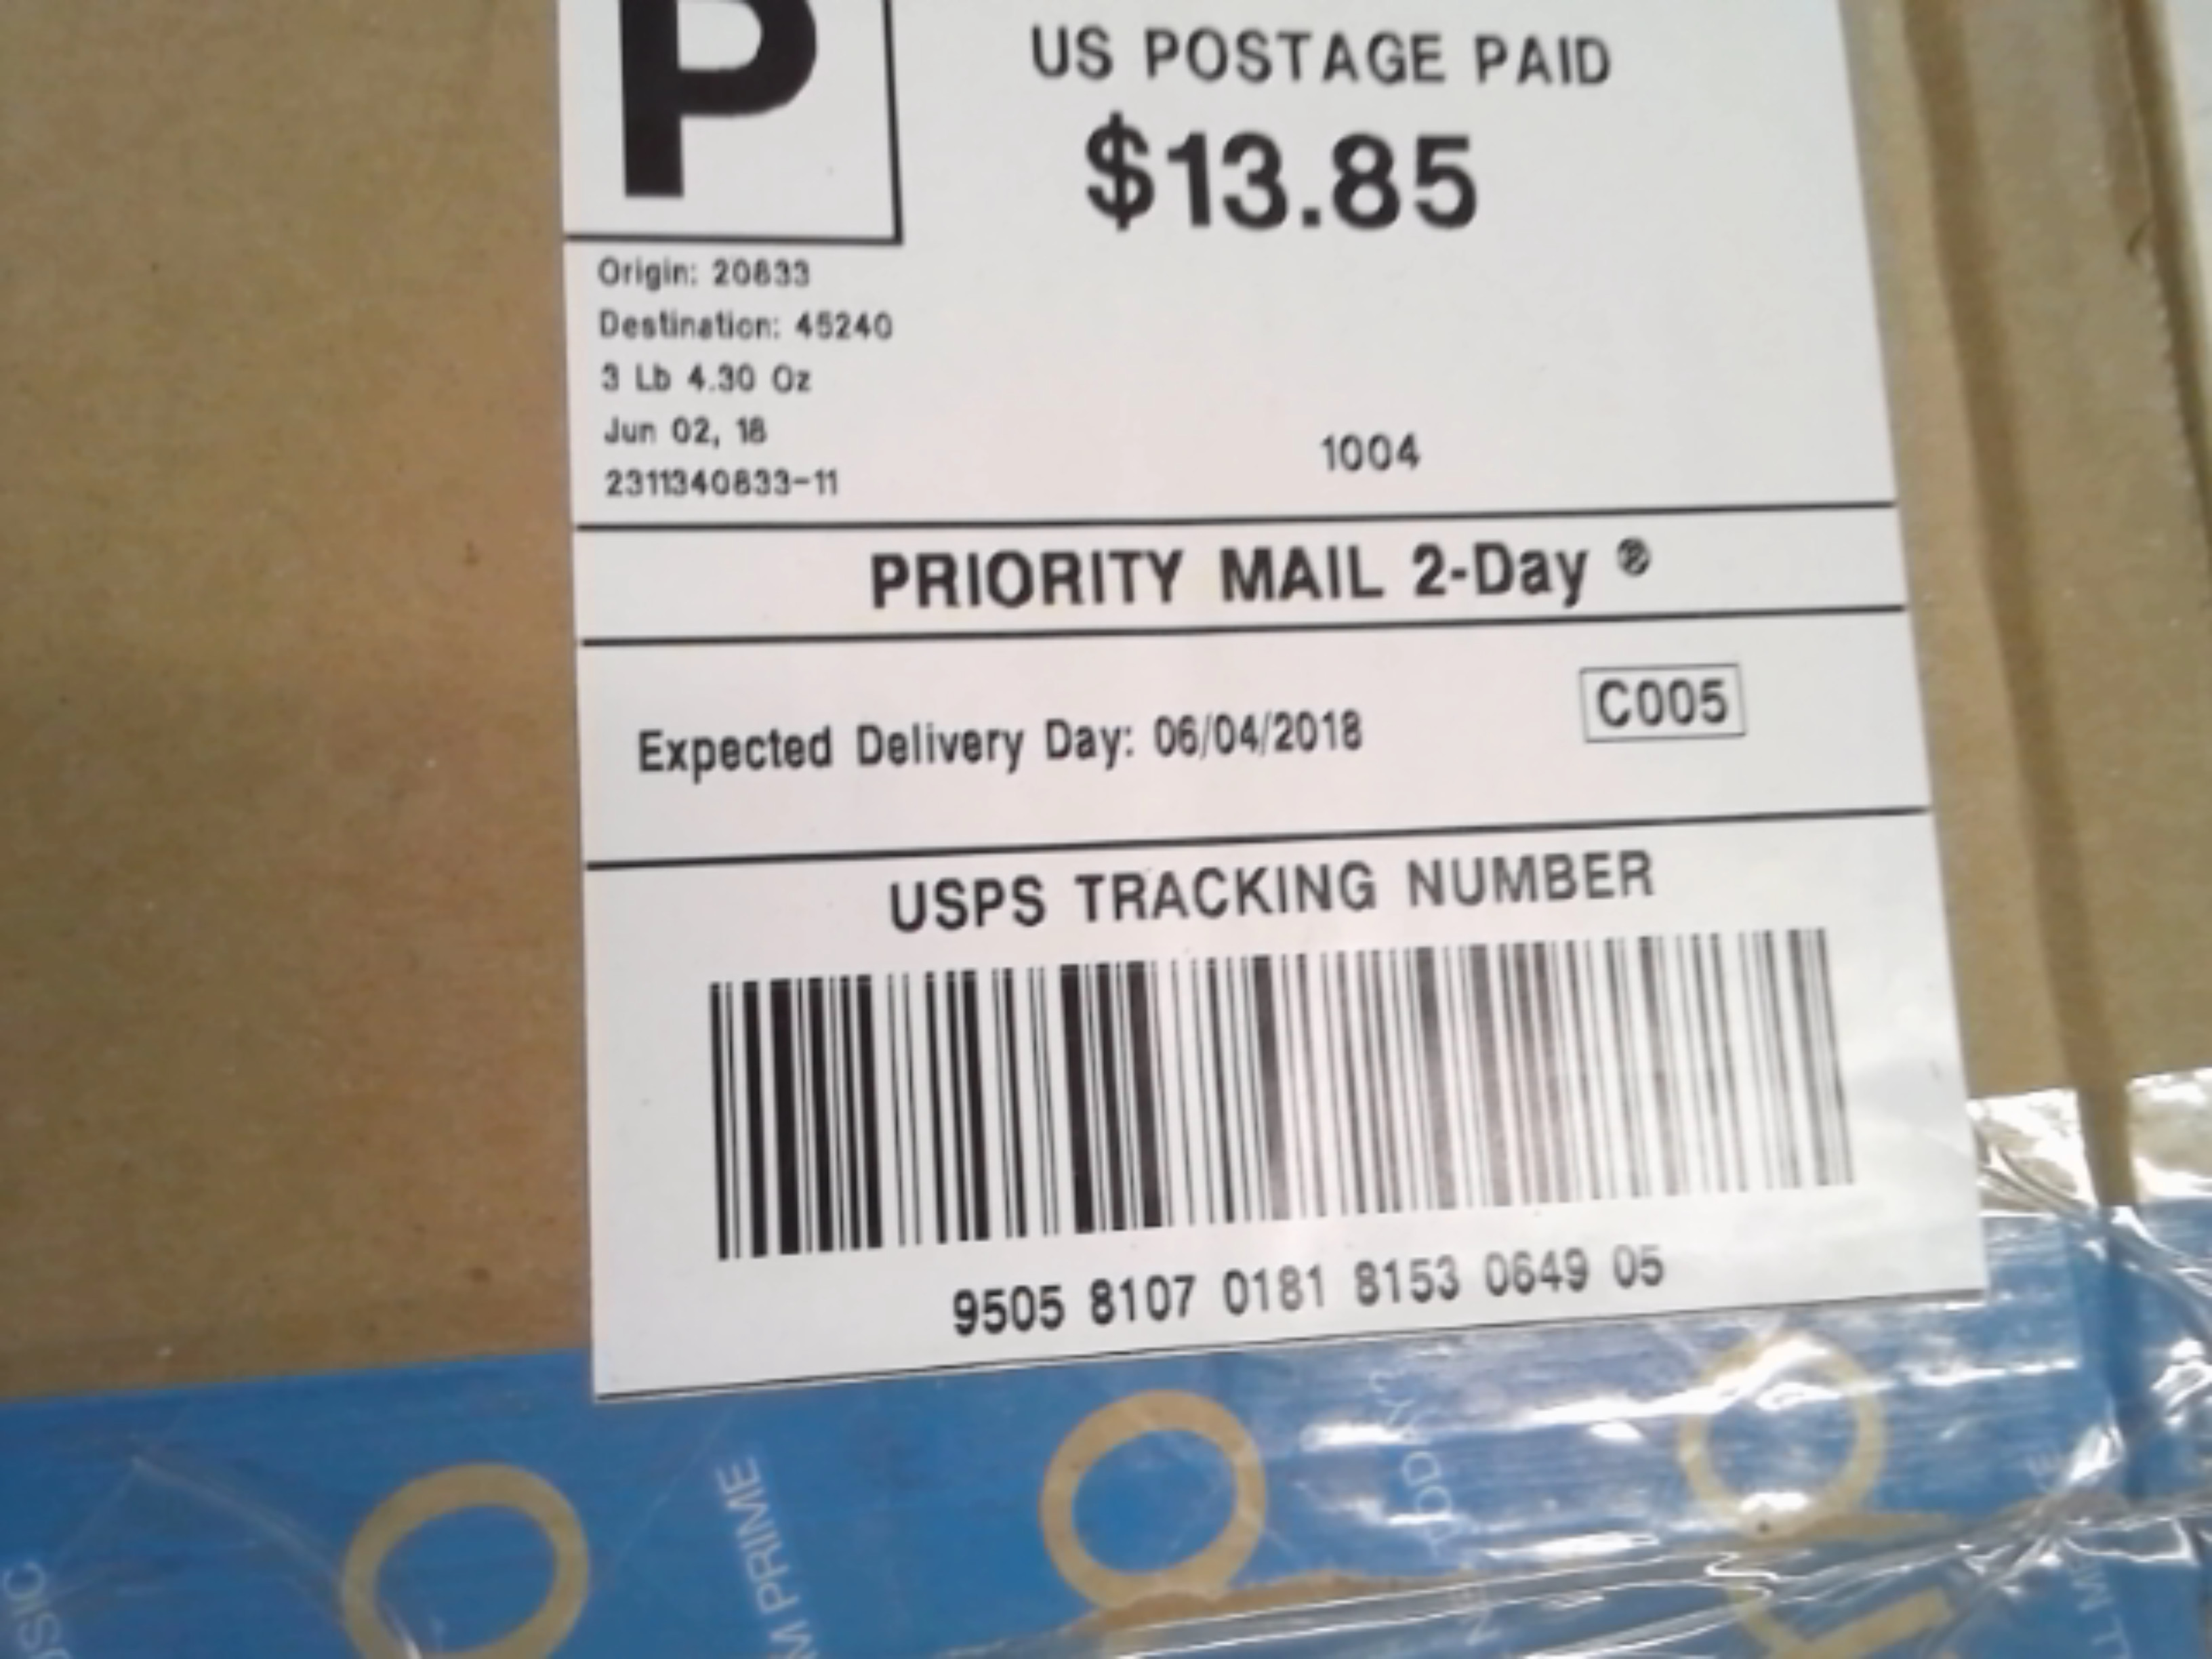 P
US POSTAGE PAID
$13.85
Origin: 20833
Destination: 45240
3 Lb 4.30 Oz
Jun 02, 18
2311340833-11
1004
PRIORITY MAIL 2-Day ®
Expected Delivery Day: 06/04/2018
C005
USPS TRACKING NUMBER
9505 8107 0181 8153 0649 05
PRIME